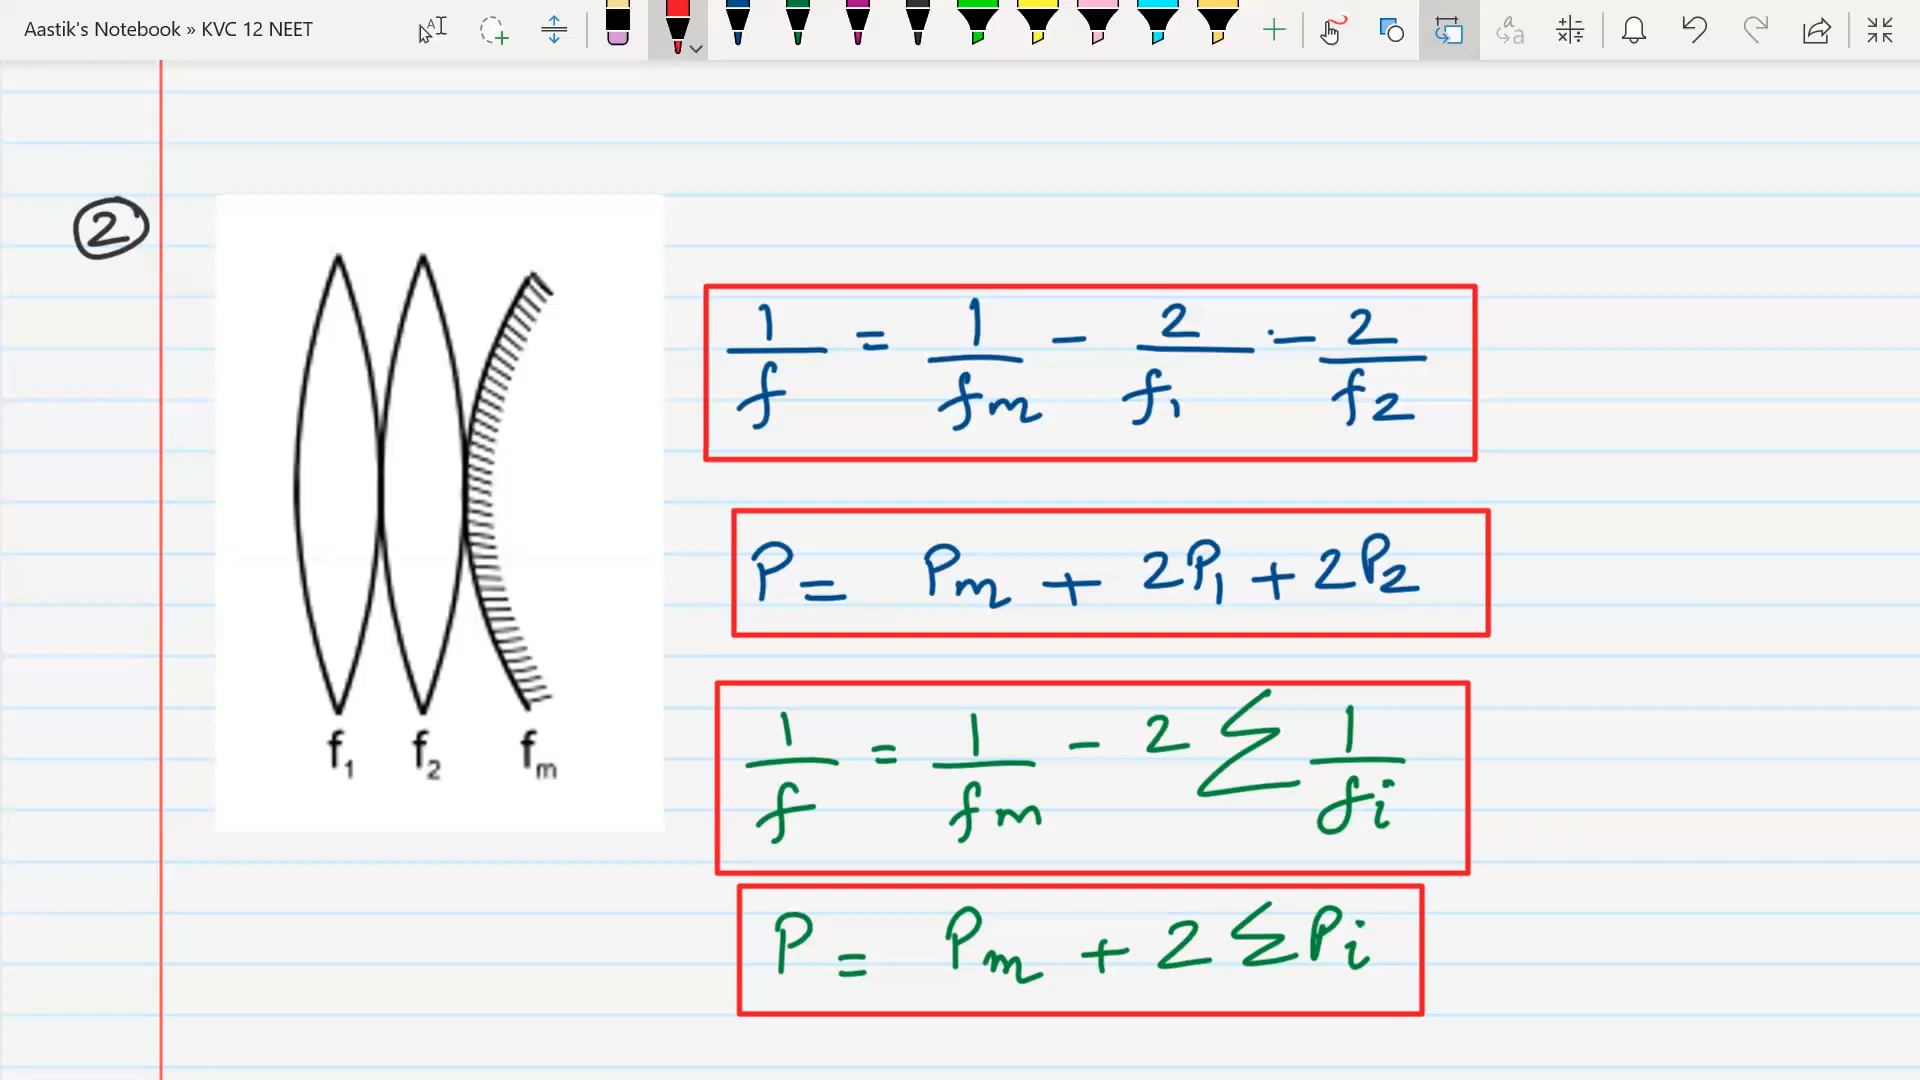 Aastik's Notebook » KVC 12 NEET
2
1/f = 1/fm - 2/f1 - 2/f2
P = Pm + 2P1 + 2P2
1/f = 1/fm - 2 Σ 1/fi
P = Pm + 2 Σ Pi
f1 f2 fm